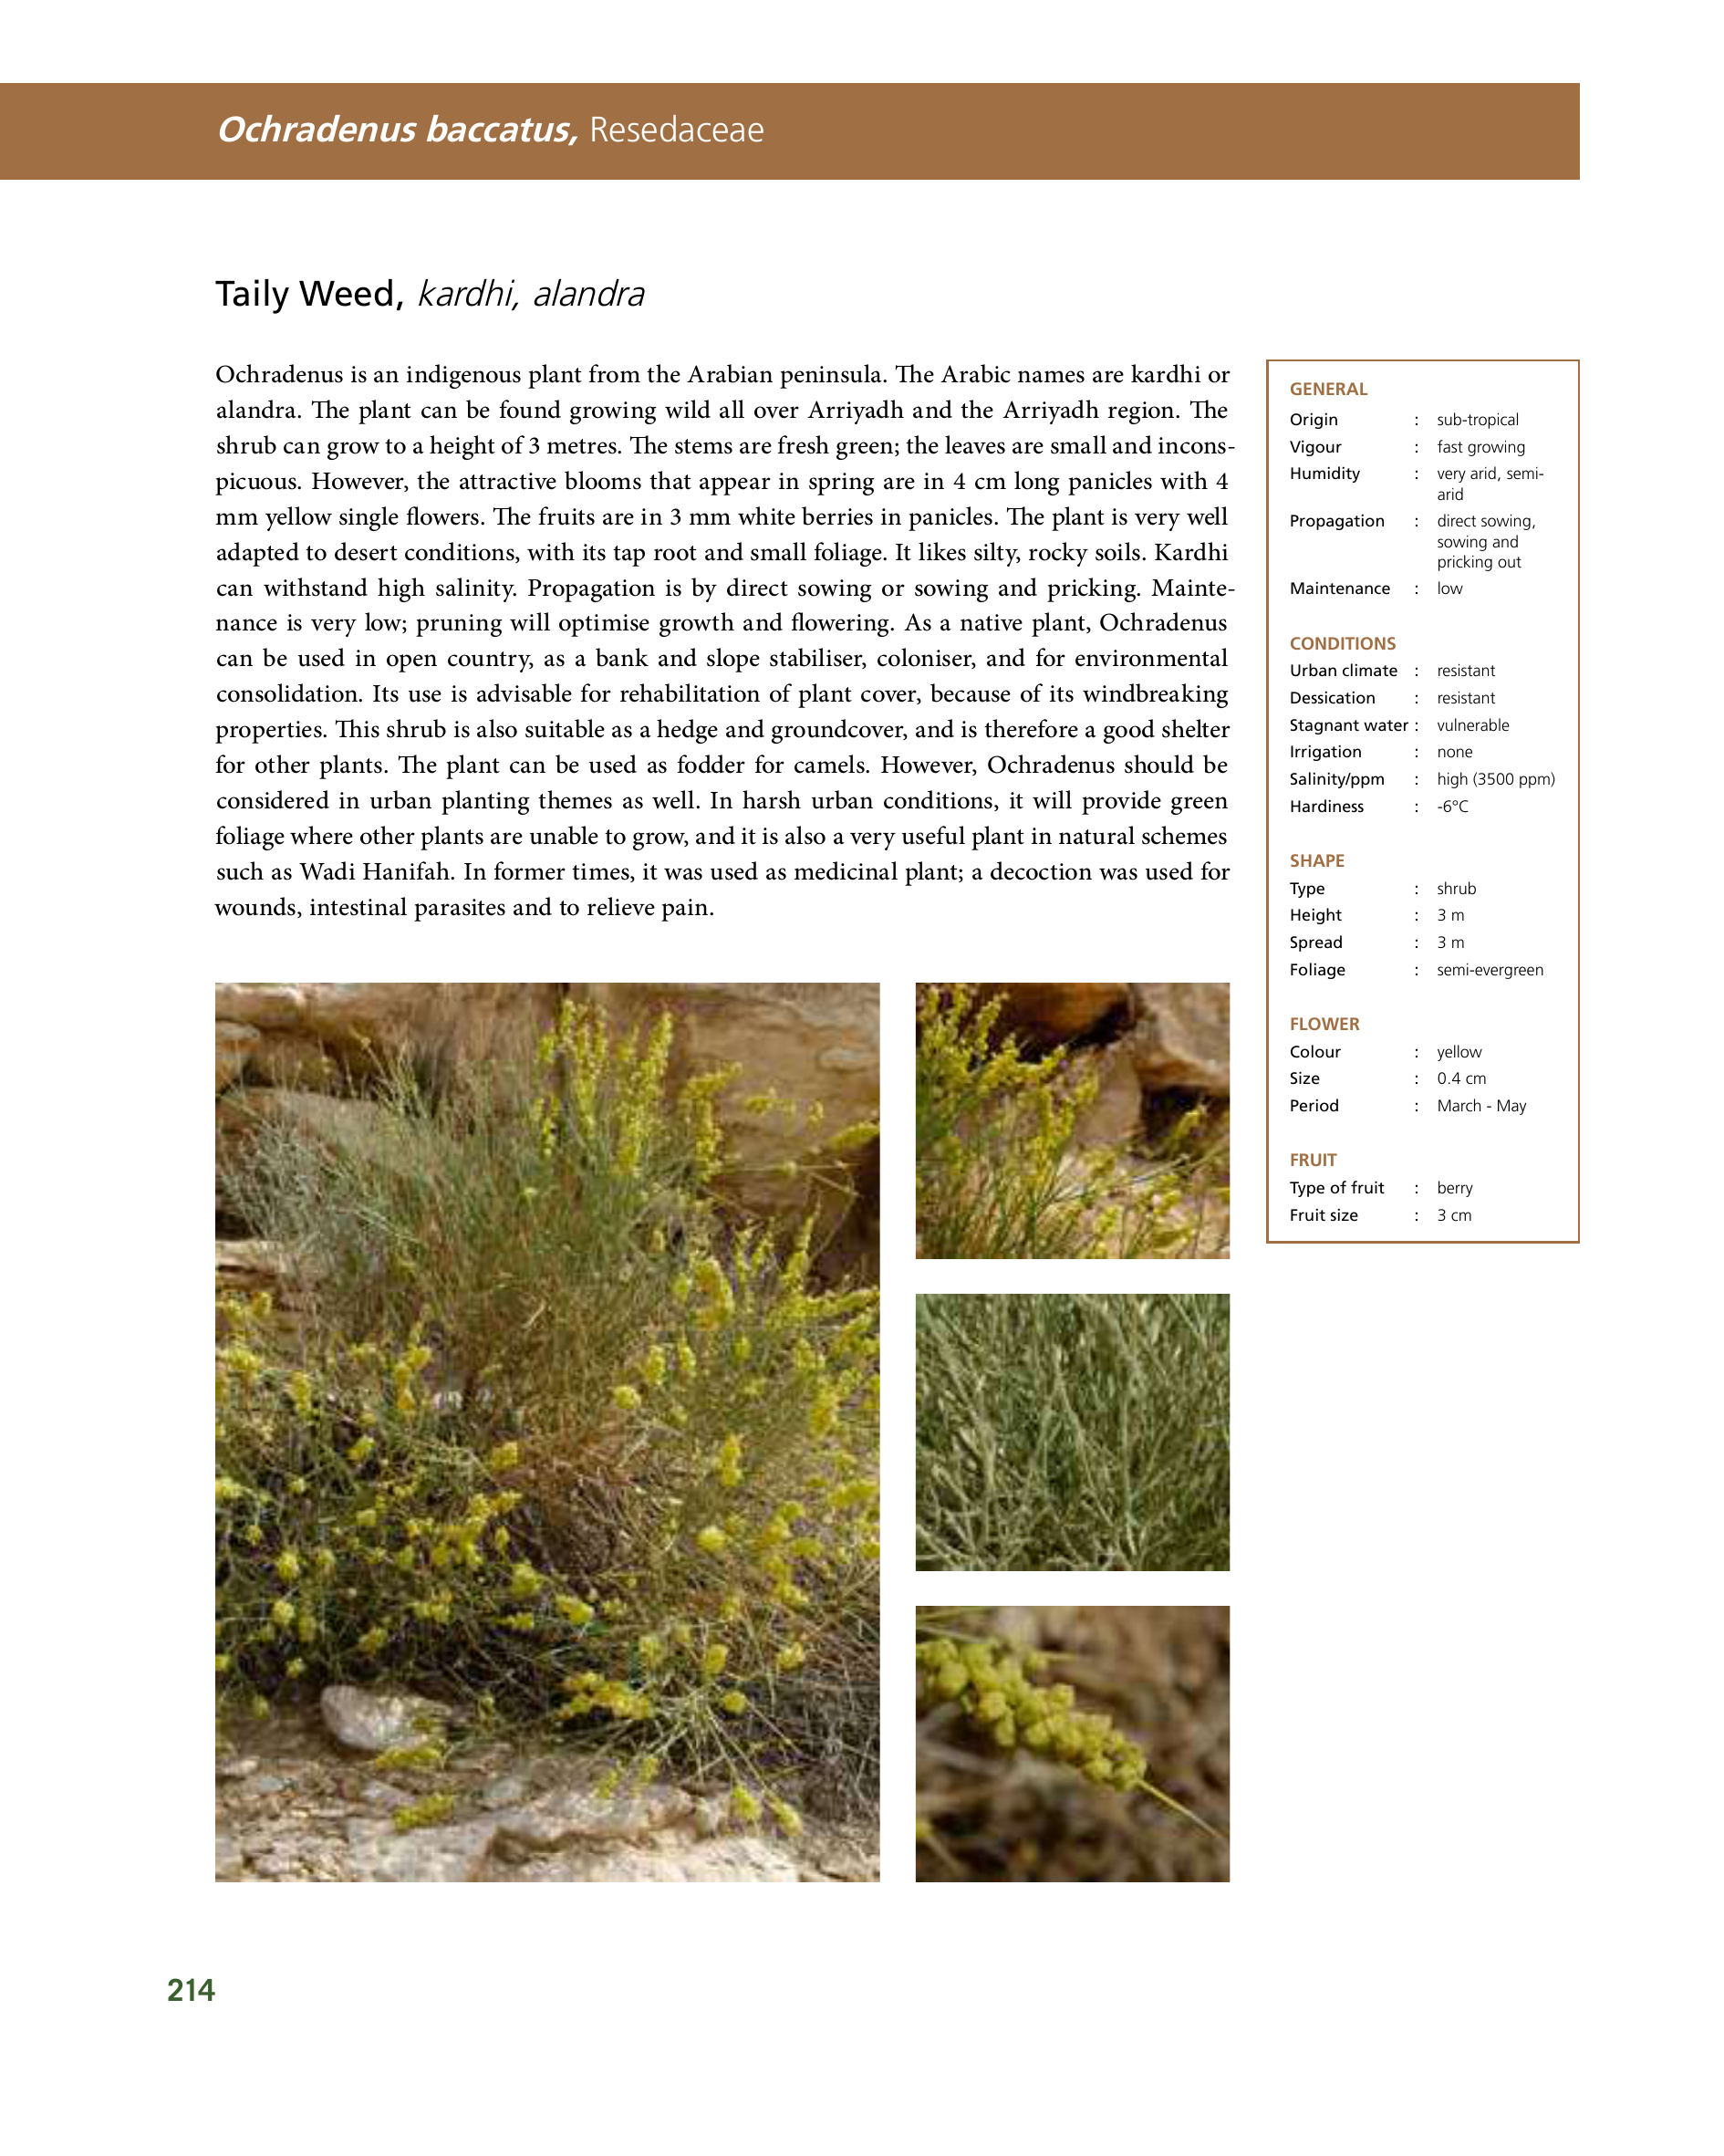 Ochradenus baccatus, Resedaceae
Taily Weed, kardhi, alandra
Ochradenus is an indigenous plant from the Arabian peninsula. The Arabic names are kardhi or
alandra. The plant can be found growing wild all over Arriyadh and the Arriyadh region. The
shrub can grow to a height of 3 metres. The stems are fresh green; the leaves are small and incons-
picuous. However, the attractive blooms that appear in spring are in 4 cm long panicles with 4
mm yellow single flowers. The fruits are in 3 mm white berries in panicles. The plant is very well
adapted to desert conditions, with its tap root and small foliage. It likes silty, rocky soils. Kardhi
can withstand high salinity. Propagation is by direct sowing or sowing and pricking. Mainte-
nance is very low; pruning will optimise growth and flowering. As a native plant, Ochradenus
can be used in open country, as a bank and slope stabiliser, coloniser, and for environmental
consolidation. Its use is advisable for rehabilitation of plant cover, because of its windbreaking
properties. This shrub is also suitable as a hedge and groundcover, and is therefore a good shelter
for other plants. The plant can be used as fodder for camels. However, Ochradenus should be
considered in urban planting themes as well. In harsh urban conditions, it will provide green
foliage where other plants are unable to grow, and it is also a very useful plant in natural schemes
such as Wadi Hanifah. In former times, it was used as medicinal plant; a decoction was used for
wounds, intestinal parasites and to relieve pain.
GENERAL
Origin : sub-tropical
Vigour : fast growing
Humidity : very arid, semi-
arid
Propagation : direct sowing,
sowing and
pricking out
Maintenance : low
CONDITIONS
Urban climate : resistant
Dessication : resistant
Stagnant water : vulnerable
Irrigation : none
Salinity/ppm : high (3500 ppm)
Hardiness : -6°C
SHAPE
Type : shrub
Height : 3 m
Spread : 3 m
Foliage : semi-evergreen
FLOWER
Colour : yellow
Size : 0.4 cm
Period : March - May
FRUIT
Type of fruit : berry
Fruit size : 3 cm
214